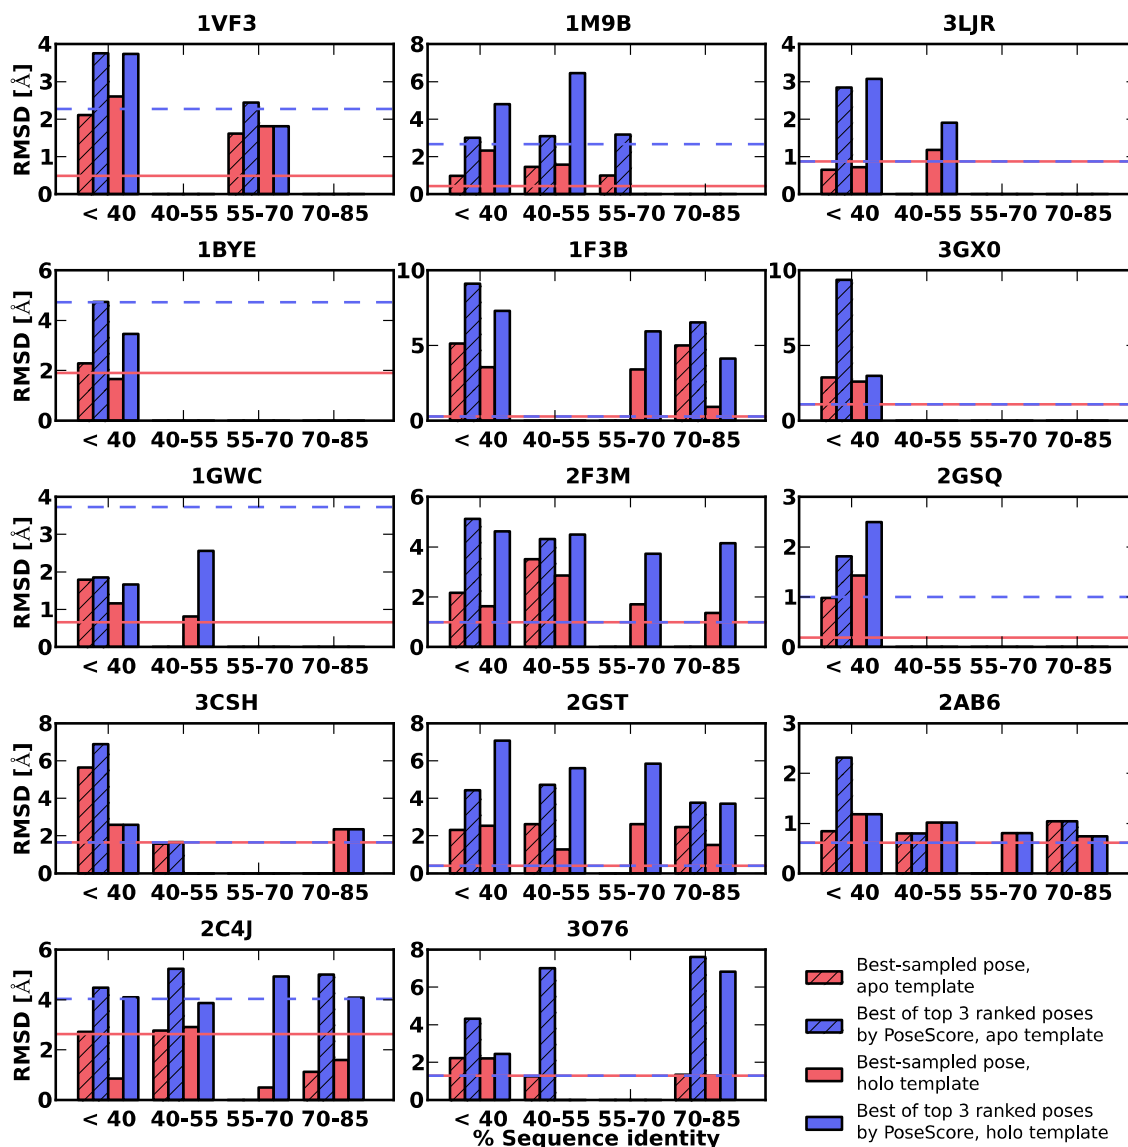 1VF3
1M9B
3LJR
RMSD [Å]
4
3
2
1
0
8
6
4
2
0
4
3
2
1
0
< 40 40-55 55-70 70-85
< 40 40-55 55-70 70-85
< 40 40-55 55-70 70-85
1BYE
1F3B
3GX0
RMSD [Å]
6
4
2
0
10
5
0
10
5
0
< 40 40-55 55-70 70-85
< 40 40-55 55-70 70-85
< 40 40-55 55-70 70-85
1GWC
2F3M
2GSQ
RMSD [Å]
4
3
2
1
0
6
4
2
0
3
2
1
0
< 40 40-55 55-70 70-85
< 40 40-55 55-70 70-85
< 40 40-55 55-70 70-85
3CSH
2GST
2AB6
RMSD [Å]
8
6
4
2
0
8
6
4
2
0
3
2
1
0
< 40 40-55 55-70 70-85
< 40 40-55 55-70 70-85
< 40 40-55 55-70 70-85
2C4J
3O76
RMSD [Å]
6
4
2
0
8
6
4
2
0
< 40 40-55 55-70 70-85
< 40 40-55 55-70 70-85
% Sequence identity
Best-sampled pose,
apo template
Best of top 3 ranked poses
by PoseScore, apo template
Best-sampled pose,
holo template
Best of top 3 ranked poses
by PoseScore, holo template